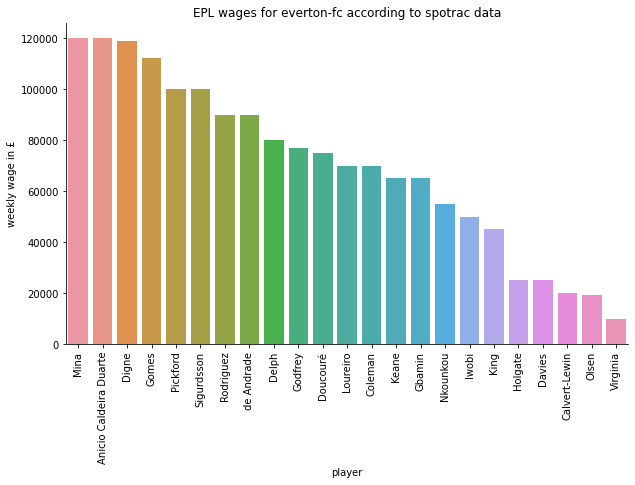 EPL wages for everton-fc according to spotrac data
120000
100000
80000
60000
40000
20000
0
weekly wage in £
Mina
Anicio Caldeira Duarte
Digne
Gomes
Pickford
Sigurdsson
Rodriguez
de Andrade
Delph
Godfrey
Doucouré
Loureiro
Coleman
Keane
Gbamin
Nkounkou
Iwobi
King
Holgate
Davies
Calvert-Lewin
Olsen
Virginia
player